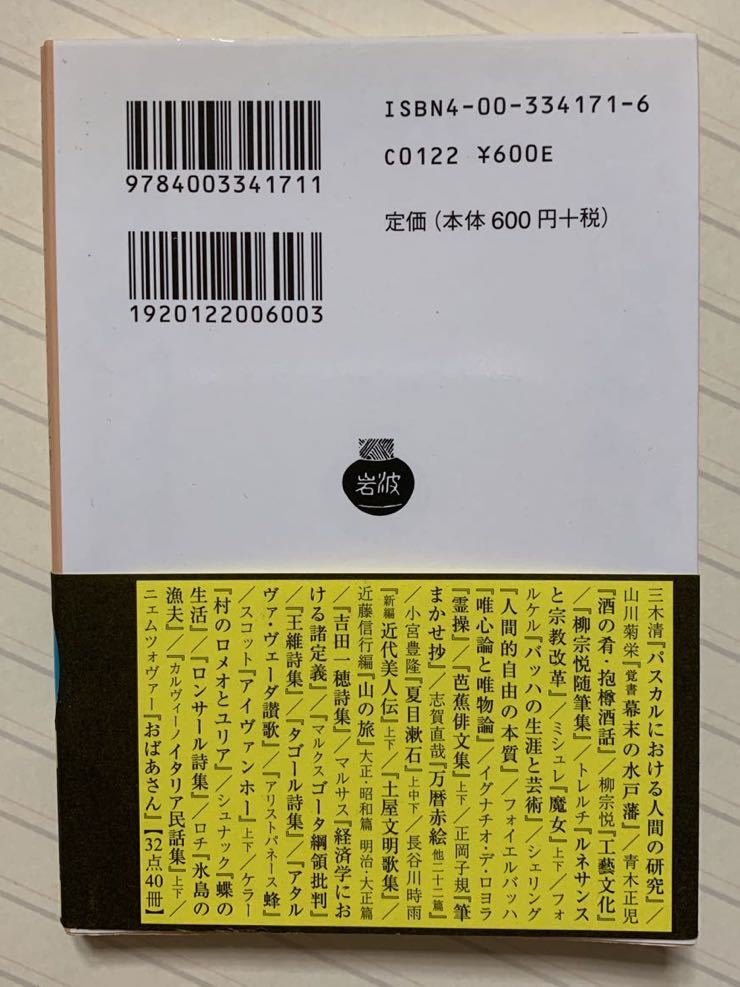 ISBN4-00-334171-6
C0122 ¥600E
定価（本体 600 円＋税）
9784003341711
1920122006003
岩波
三木清『パスカルにおける人間の研究』／
山川菊栄『覚書 幕末の水戸藩』／青木正児
『酒の肴・抱樽酒話』／柳宗悦『工藝文化』
／『柳宗悦随筆集』／トレルチ『ルネサンス
と宗教改革』／ミシュレ『魔女』上下／フォ
ルケル『バッハの生涯と芸術』／シェリング
『人間的自由の本質』／フォイエルバッハ
『唯心論と唯物論』／イグナチオ・デ・ロヨラ
『霊操』／『芭蕉俳文集』上下／正岡子規『筆
まかせ抄』／志賀直哉『万暦赤絵 他二十二篇』
／小宮豊隆『夏目漱石』上中下／長谷川時雨
『新編 近代美人伝』上下／『土屋文明歌集』／
近藤信行編『山の旅』大正・昭和篇 明治・大正篇
／『吉田一穂詩集』／マルサス『経済学にお
ける諸定義』／『マルクス ゴータ綱領批判』
／『王維詩集』／『タゴール詩集』／『アタル
ヴァ・ヴェーダ讃歌』／『アリストパネース 蜂』
／スコット『アイヴァンホー』上下／ケラー
『村のロメオとユリア』／シュナック『蝶の
生活』／『ロンサール詩集』／ロチ『氷島の
漁夫』／『カルヴィーノ イタリア民話集』上下／
ニェムツォヴァー『おばあさん』【32点40冊】